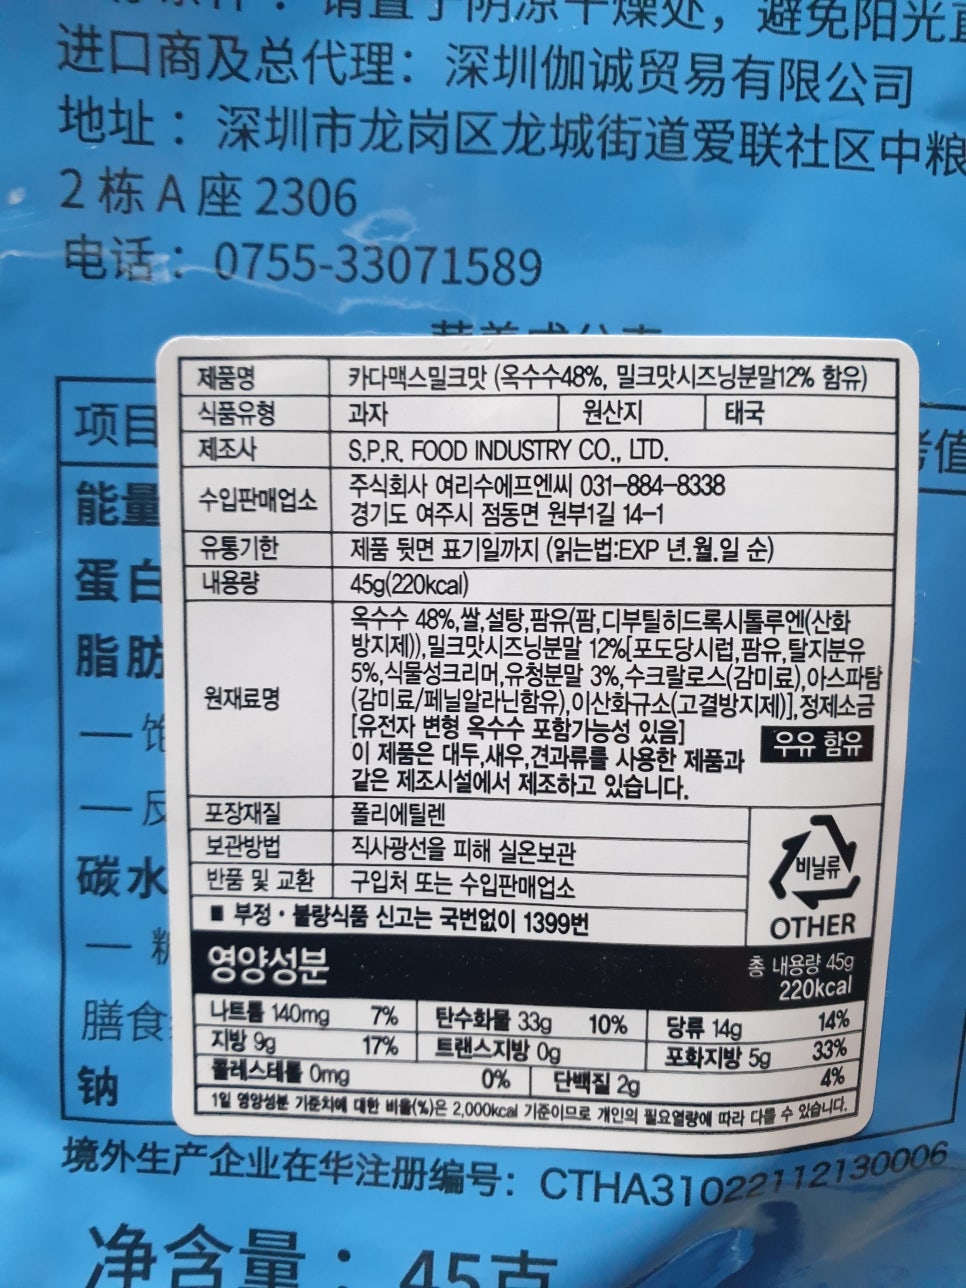 请置于阴凉干燥处，避免阳光
进口商及总代理：深圳伽诚贸易有限公司
地址：深圳市龙岗区龙城街道爱联社区中粮
2栋A座2306
电话：0755-33071589
项目
能量
蛋白
脂肪
碳水
膳食
钠
제품명 카다맥스밀크맛 (옥수수48%, 밀크맛시즈닝분말12% 함유)
식품유형 과자 원산지 태국
제조사 S.P.R. FOOD INDUSTRY CO., LTD.
수입판매업소 주식회사 여리수에프엔씨 031-884-8338
경기도 여주시 점동면 원부1길 14-1
유통기한 제품 뒷면 표기일까지 (읽는법:EXP 년.월.일 순)
내용량 45g(220kcal)
원재료명 옥수수 48%,쌀,설탕,팜유(팜,디부틸히드록시톨루엔(산화
방지제)),밀크맛시즈닝분말 12%[포도당시럽,팜유,탈지분유
5%,식물성크리머,유청분말 3%,수크랄로스(감미료),아스파탐
(감미료/페닐알라닌함유),이산화규소(고결방지제)],정제소금
[유전자 변형 옥수수 포함가능성 있음]
우유 함유
이 제품은 대두,새우,견과류를 사용한 제품과
같은 제조시설에서 제조하고 있습니다.
포장재질 폴리에틸렌
보관방법 직사광선을 피해 실온보관
반품 및 교환 구입처 또는 수입판매업소
■ 부정·불량식품 신고는 국번없이 1399번
비닐류
OTHER
영양성분 총 내용량 45g
220kcal
나트륨 140mg 7% 탄수화물 33g 10% 당류 14g 14%
지방 9g 17% 트랜스지방 0g 포화지방 5g 33%
콜레스테롤 0mg 0% 단백질 2g 4%
1일 영양성분 기준치에 대한 비율(%)은 2,000kcal 기준이므로 개인의 필요열량에 따라 다를 수 있습니다.
境外生产企业在华注册编号：CTHA31022112130006
净含量：45克